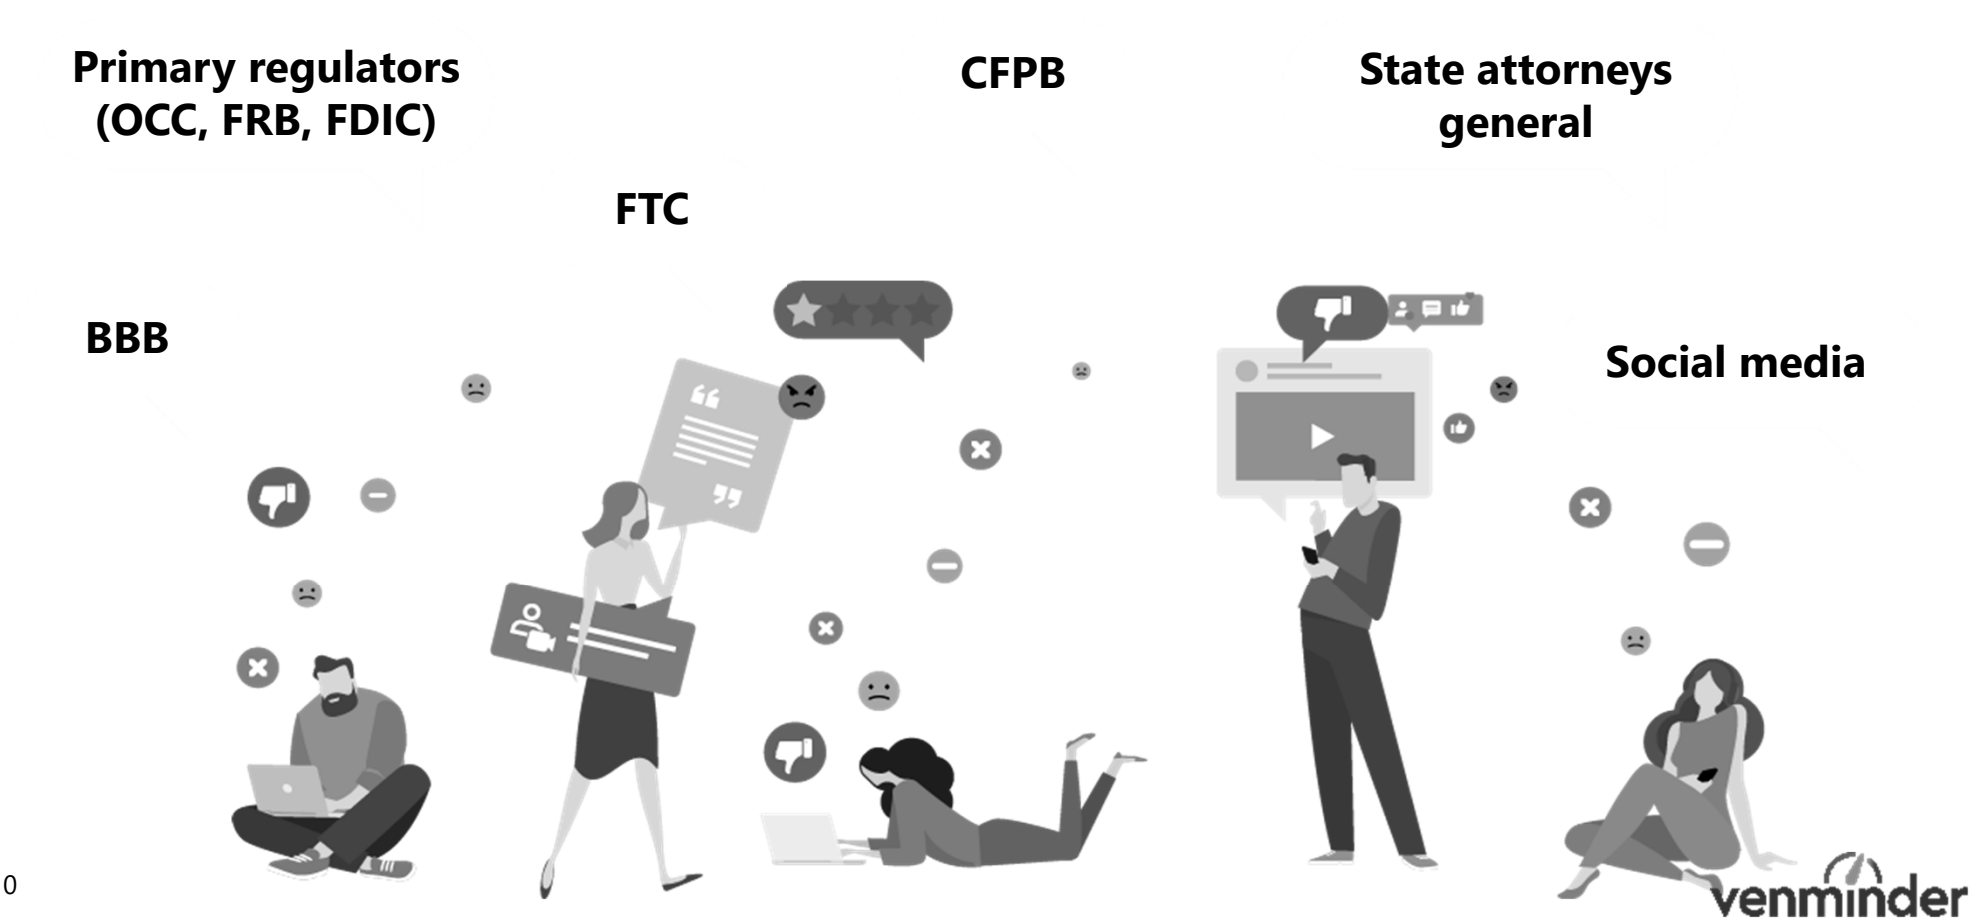 Primary regulators
(OCC, FRB, FDIC)
CFPB
State attorneys
general
FTC
BBB
Social media
0
venminder